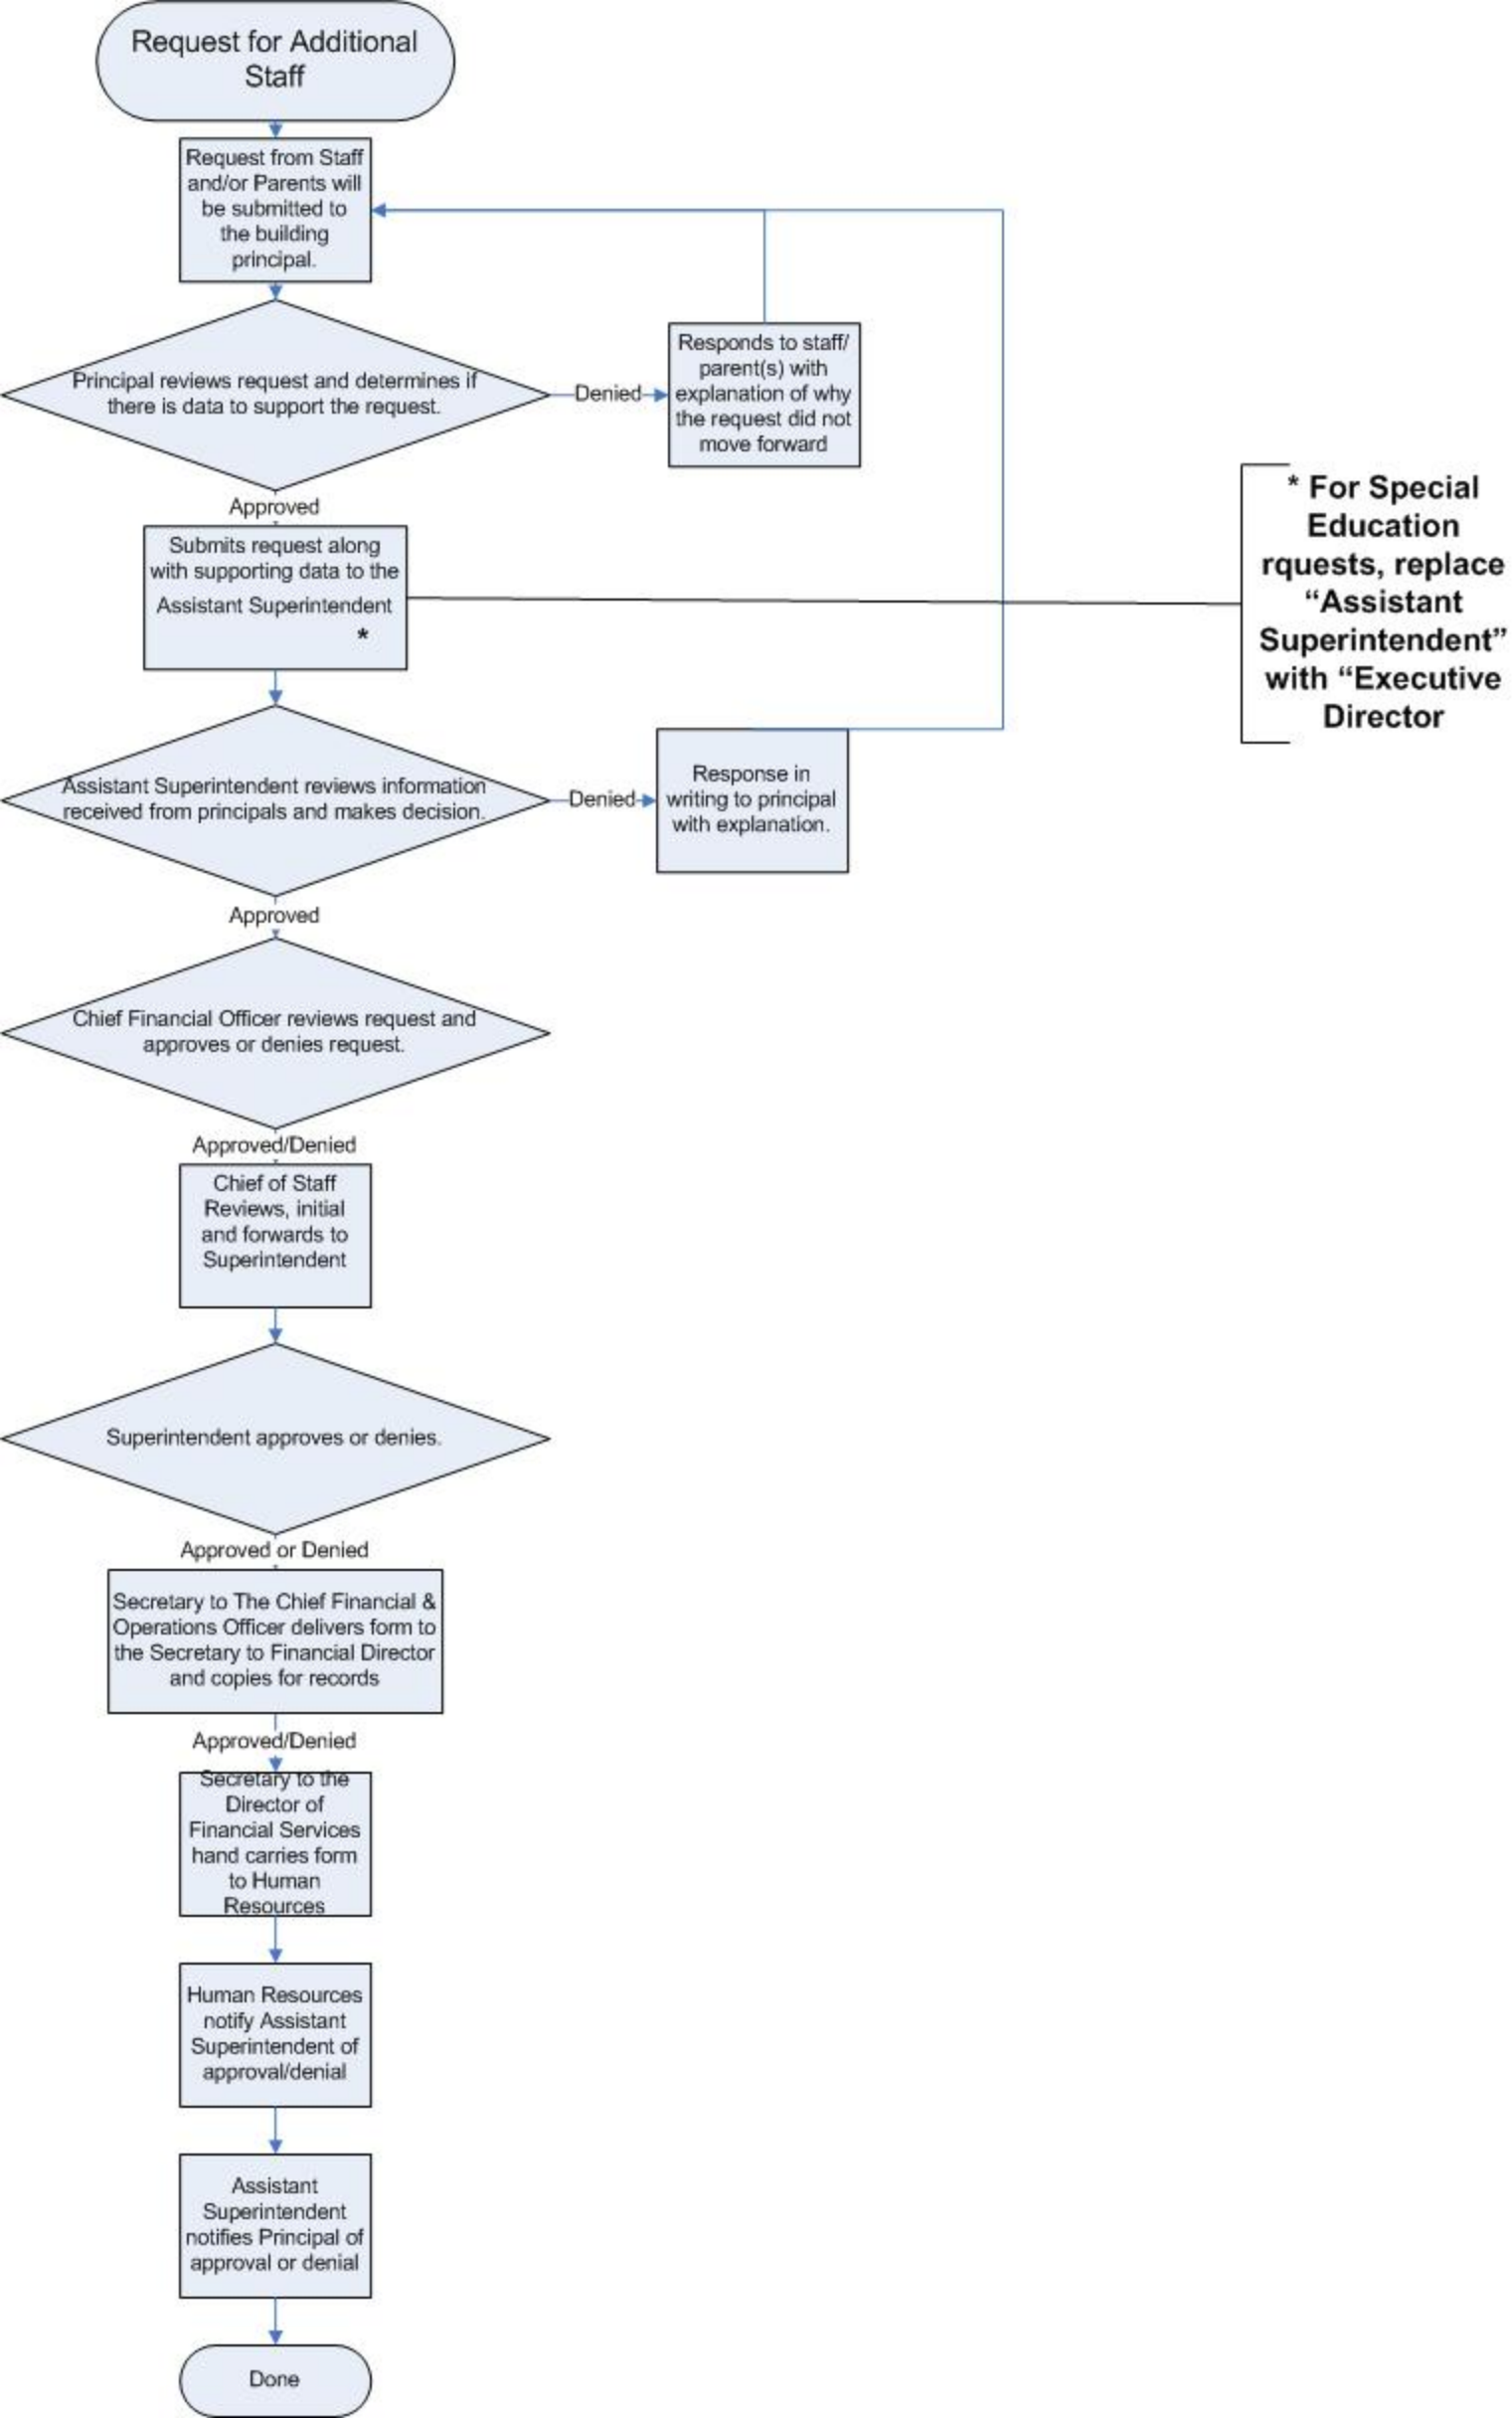 Request for Additional
Staff
Request from Staff
and/or Parents will
be submitted to
the building
principal.
Principal reviews request and determines if
there is data to support the request.
Denied
Responds to staff/
parent(s) with
explanation of why
the request did not
move forward
Approved
Submits request along
with supporting data to the
Assistant Superintendent
*
* For Special
Education
rquests, replace
“Assistant
Superintendent”
with “Executive
Director
Assistant Superintendent reviews information
received from principals and makes decision.
Denied
Response in
writing to principal
with explanation.
Approved
Chief Financial Officer reviews request and
approves or denies request.
Approved/Denied
Chief of Staff
Reviews, initial
and forwards to
Superintendent
Superintendent approves or denies.
Approved or Denied
Secretary to The Chief Financial &
Operations Officer delivers form to
the Secretary to Financial Director
and copies for records
Approved/Denied
Secretary to the
Director of
Financial Services
hand carries form
to Human
Resources
Human Resources
notify Assistant
Superintendent of
approval/denial
Assistant
Superintendent
notifies Principal of
approval or denial
Done